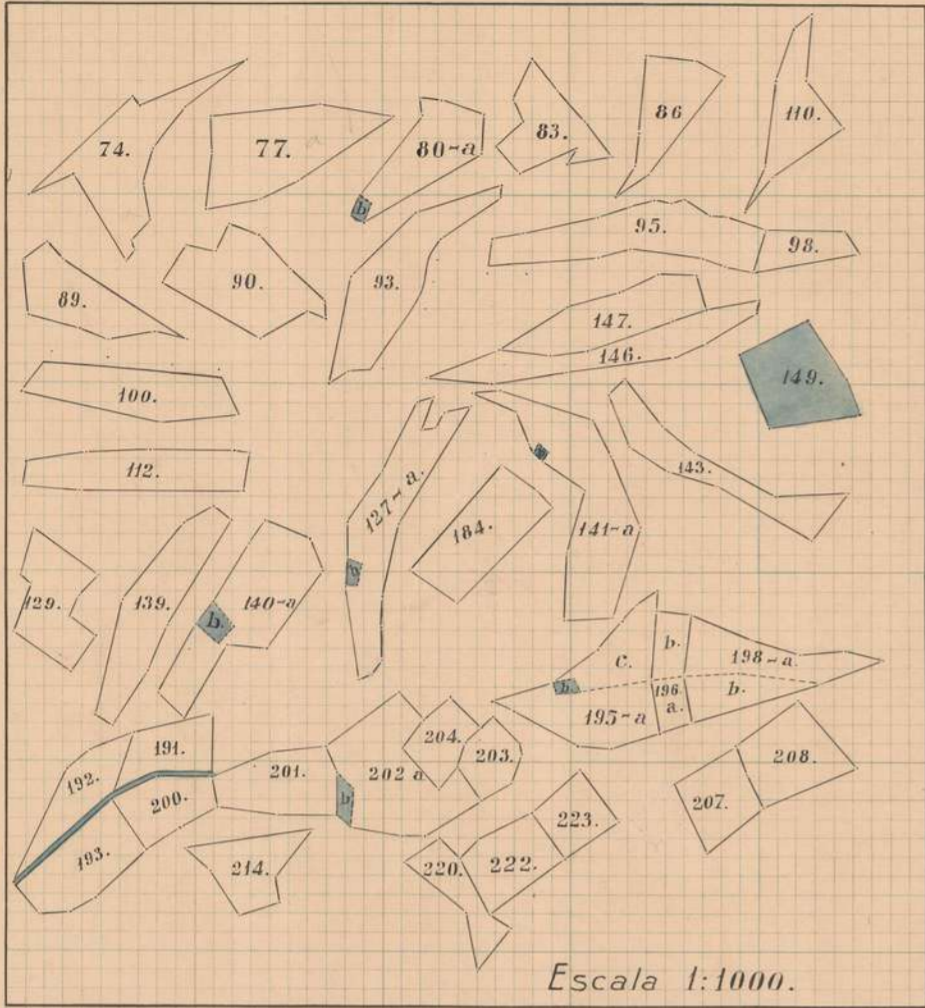 74.
77.
80-a
b
83.
86
110.
89.
90.
93.
95.
98.
147.
146.
149.
100.
112.
127-a.
184.
141-a
143.
129.
139.
140-a
b.
c.
b.
198-a
b.
195-a
196
a.
b.
192.
191.
193.
200.
201.
202 a
b
204.
203.
208.
207.
214.
220.
222.
223.
Escala 1:1000.